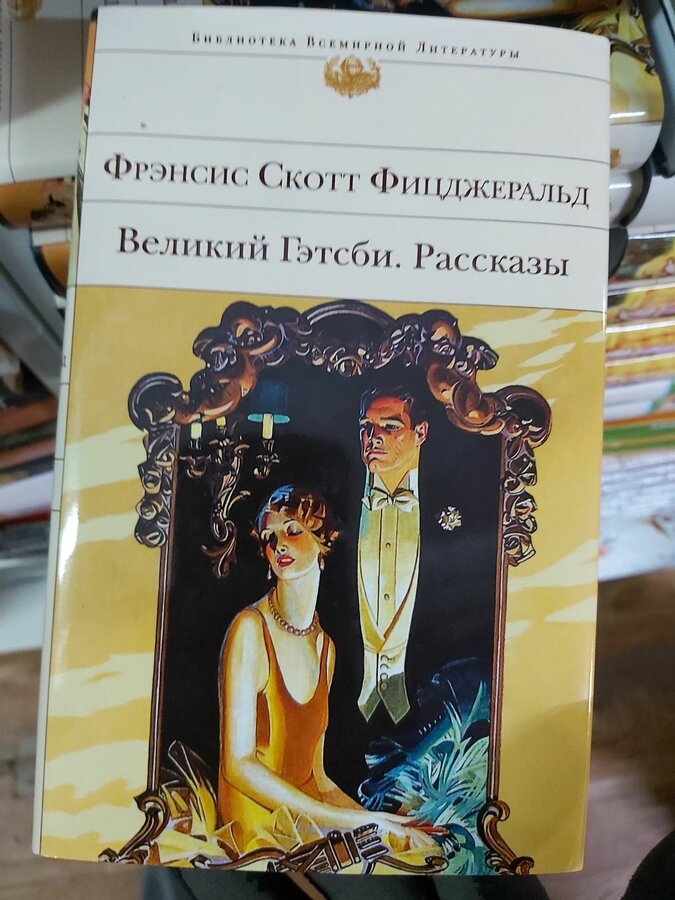 Библиотека Всемирной Литературы
Фрэнсис Скотт Фицджеральд
Великий Гэтсби. Рассказы